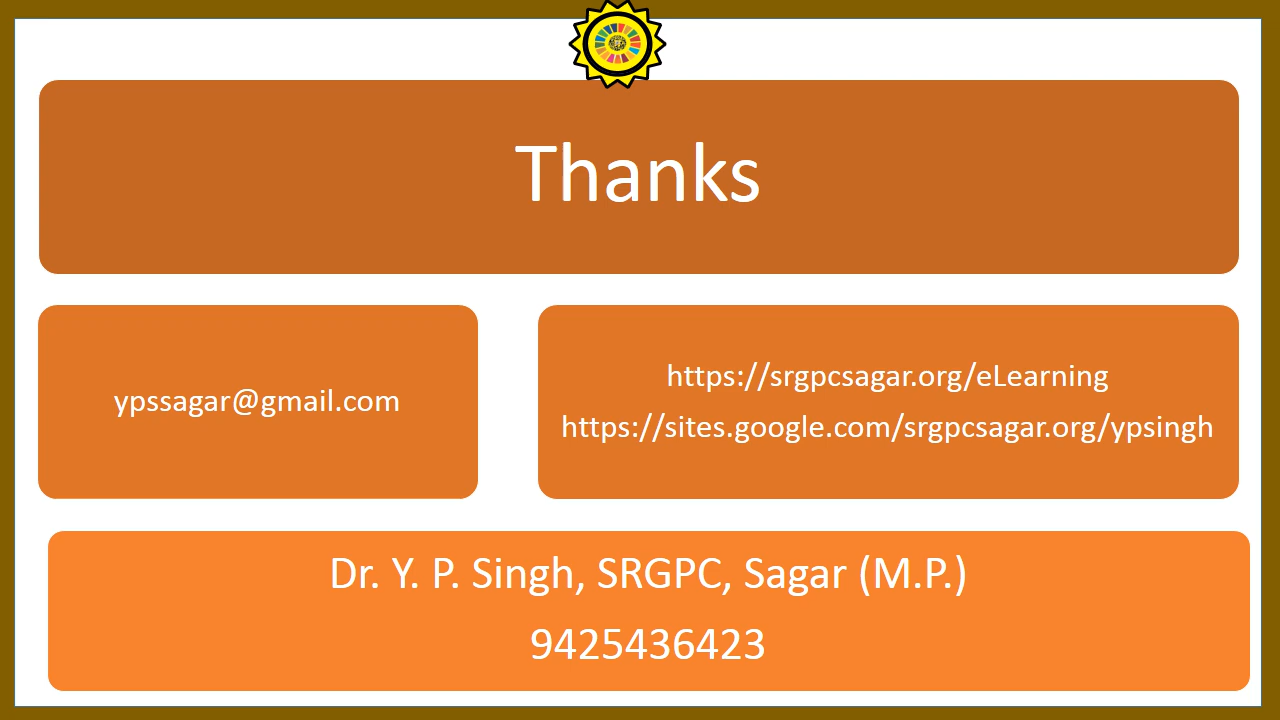 Thanks
ypssagar@gmail.com
https://srgpcsagar.org/eLearning
https://sites.google.com/srgpcsagar.org/ypsingh
Dr. Y. P. Singh, SRGPC, Sagar (M.P.)
9425436423